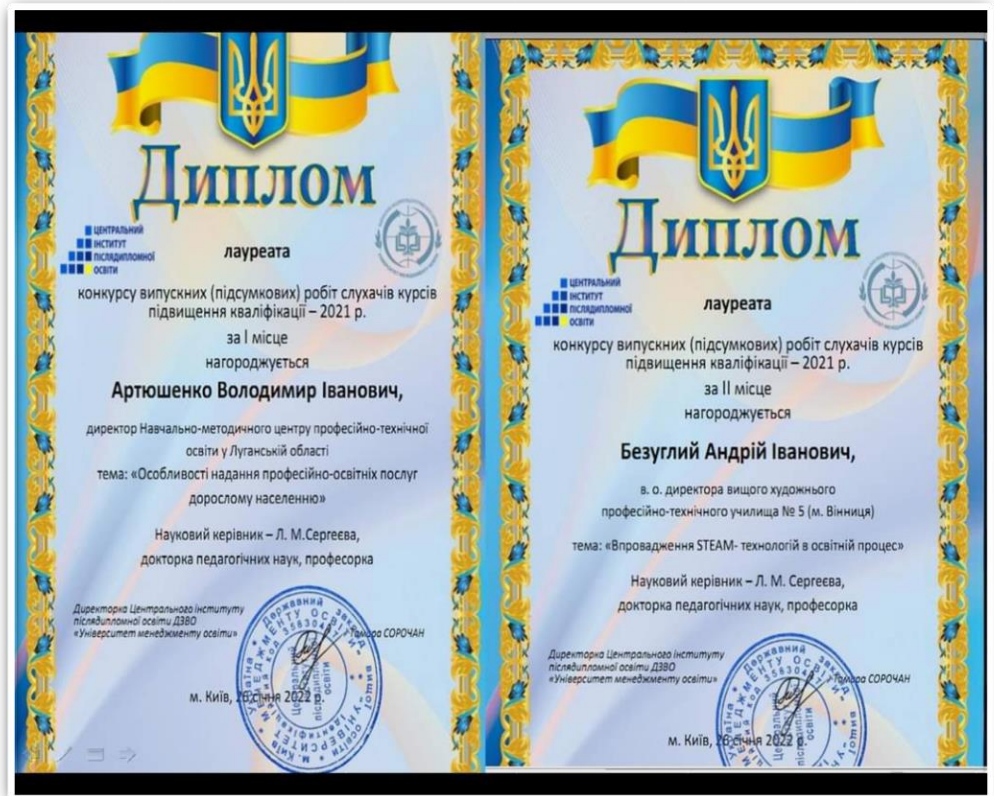 Диплом
ЦЕНТРАЛЬНИЙ
ІНСТИТУТ
ПІСЛЯДИПЛОМНОЇ
ОСВІТИ
лауреата
конкурсу випускних (підсумкових) робіт слухачів курсів
підвищення кваліфікації – 2021 р.
за І місце
нагороджується
Артюшенко Володимир Іванович,
директор Навчально-методичного центру професійно-технічної
освіти у Луганській області
тема: «Особливості надання професійно-освітніх послуг
дорослому населенню»
Науковий керівник – Л. М.Сергеєва,
докторка педагогічних наук, професорка
Директорка Центрального інституту
післядипломної освіти ДЗВО
«Університет менеджменту освіти»
Тамара СОРОЧАН
м. Київ, 26 січня 2022 р.
Диплом
ЦЕНТРАЛЬНИЙ
ІНСТИТУТ
ПІСЛЯДИПЛОМНОЇ
ОСВІТИ
лауреата
конкурсу випускних (підсумкових) робіт слухачів курсів
підвищення кваліфікації – 2021 р.
за ІІ місце
нагороджується
Безуглий Андрій Іванович,
в. о. директора вищого художнього
професійно-технічного училища № 5 (м. Вінниця)
тема: «Впровадження STEAM- технологій в освітній процес»
Науковий керівник – Л. М. Сергеєва,
докторка педагогічних наук, професорка
Директорка Центрального інституту
післядипломної освіти ДЗВО
«Університет менеджменту освіти»
Тамара СОРОЧАН
м. Київ, 26 січня 2022 р.